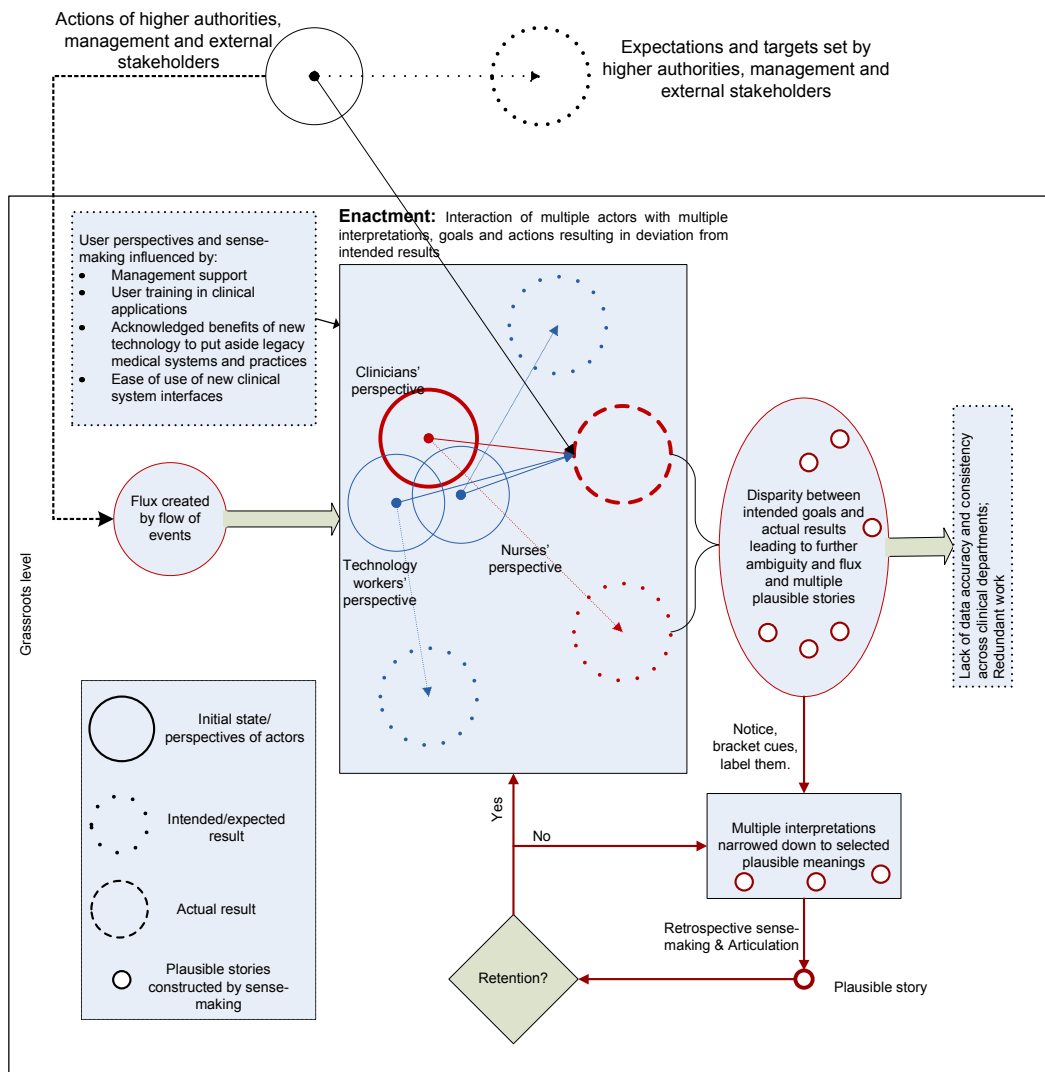 Actions of higher authorities,
management and external
stakeholders
Expectations and targets set by
higher authorities, management and
external stakeholders
Grassroots level
User perspectives and sense-
making influenced by:
● Management support
● User training in clinical
applications
● Acknowledged benefits of new
technology to put aside legacy
medical systems and practices
● Ease of use of new clinical
system interfaces
Enactment: Interaction of multiple actors with multiple
interpretations, goals and actions resulting in deviation from
intended results
Clinicians'
perspective
Flux created
by flow of
events
Technology
workers'
perspective
Nurses'
perspective
Disparity between
intended goals and
actual results
leading to further
ambiguity and flux
and multiple
plausible stories
Lack of data accuracy and consistency
across clinical departments;
Redundant work
Initial state/
perspectives of actors
Intended/expected
result
Actual result
Plausible stories
constructed by sense-
making
Notice,
bracket cues,
label them.
Yes
No
Multiple interpretations
narrowed down to selected
plausible meanings
Retrospective sense-
making & Articulation
Retention?
Plausible story